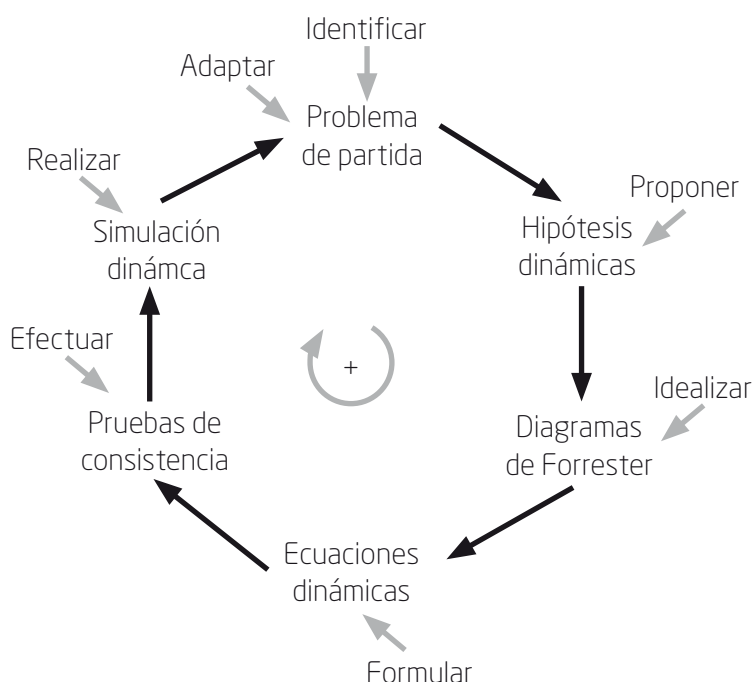 Identificar
Adaptar
Problema
de partida
Realizar
Proponer
Simulación
dinámca
Hipótesis
dinámicas
Efectuar
+
Idealizar
Pruebas de
consistencia
Diagramas
de Forrester
Ecuaciones
dinámicas
Formular